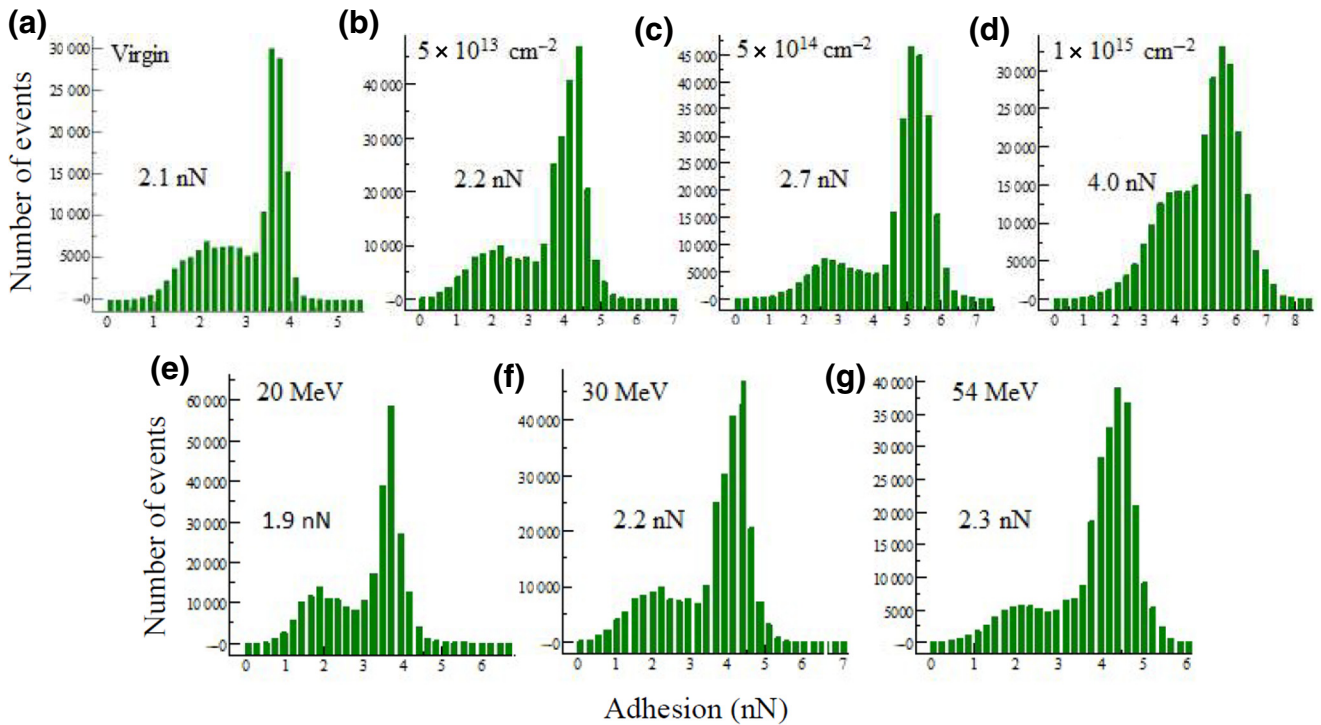 (a)
Virgin
2.1 nN
30 000
25 000
20 000
15 000
10 000
5000
−0
0 1 2 3 4 5
(b)
5 × 10¹³ cm⁻²
2.2 nN
40 000
30 000
20 000
10 000
−0
0 1 2 3 4 5 6 7
(c)
5 × 10¹⁴ cm⁻²
2.7 nN
45 000
40 000
35 000
30 000
25 000
20 000
15 000
10 000
5000
−0
0 1 2 3 4 5 6 7
(d)
1 × 10¹⁵ cm⁻²
4.0 nN
30 000
25 000
20 000
15 000
10 000
5000
−0
0 1 2 3 4 5 6 7 8
Number of events
(e)
20 MeV
1.9 nN
60 000
50 000
40 000
30 000
20 000
10 000
−0
0 1 2 3 4 5 6
(f)
30 MeV
2.2 nN
40 000
30 000
20 000
10 000
−0
0 1 2 3 4 5 6 7
(g)
54 MeV
2.3 nN
40 000
35 000
30 000
25 000
20 000
15 000
10 000
5000
−0
0 1 2 3 4 5 6
Number of events
Adhesion (nN)